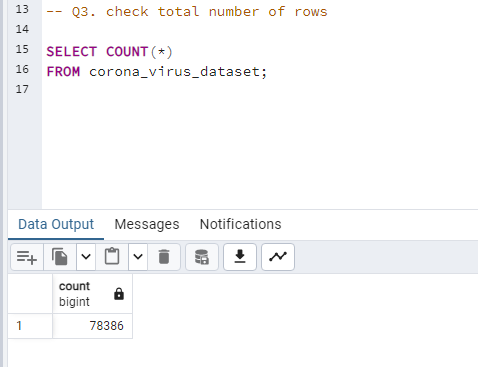 13 -- Q3. check total number of rows
14
15 SELECT COUNT(*)
16 FROM corona_virus_dataset;
17
Data Output Messages Notifications
count
bigint
1 78386